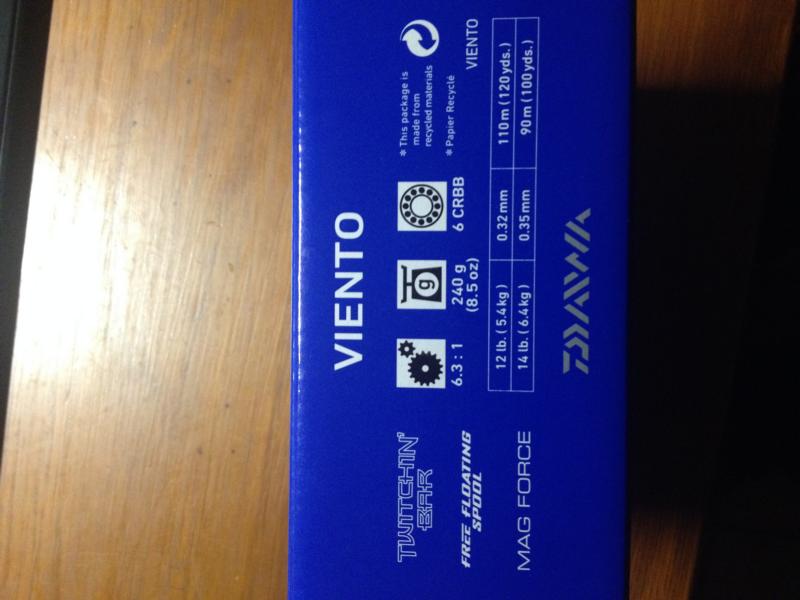 VIENTO
TWITCHIN'
BAR
FREE FLOATING
SPOOL
MAG FORCE
6.3 : 1
g
240 g
(8.5 oz)
6 CRBB
* This package is
made from
recycled materials
* Papier Recyclé
VIENTO
12 lb. ( 5.4 kg ) 0.32 mm 110 m ( 120 yds. )
14 lb. ( 6.4 kg ) 0.35 mm 90 m ( 100 yds. )
DAIWA